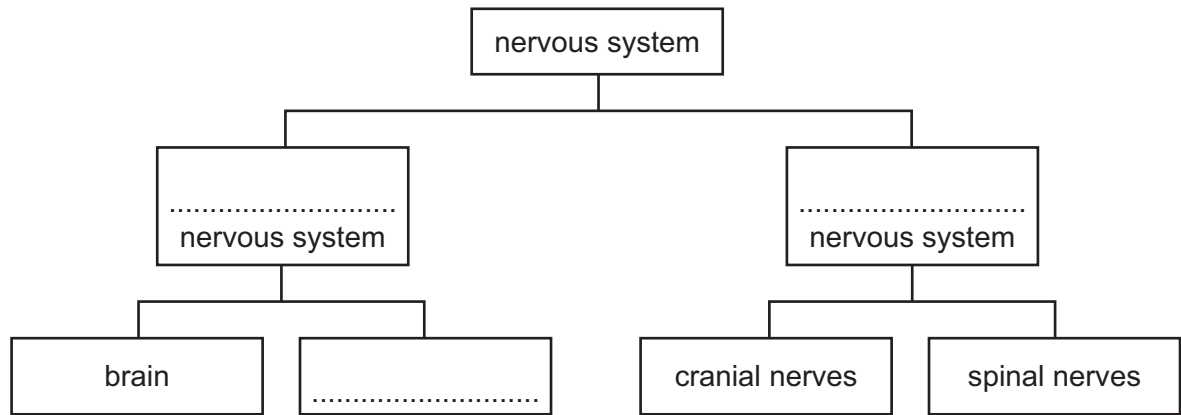 nervous system
............................
nervous system
............................
nervous system
brain
............................
cranial nerves
spinal nerves